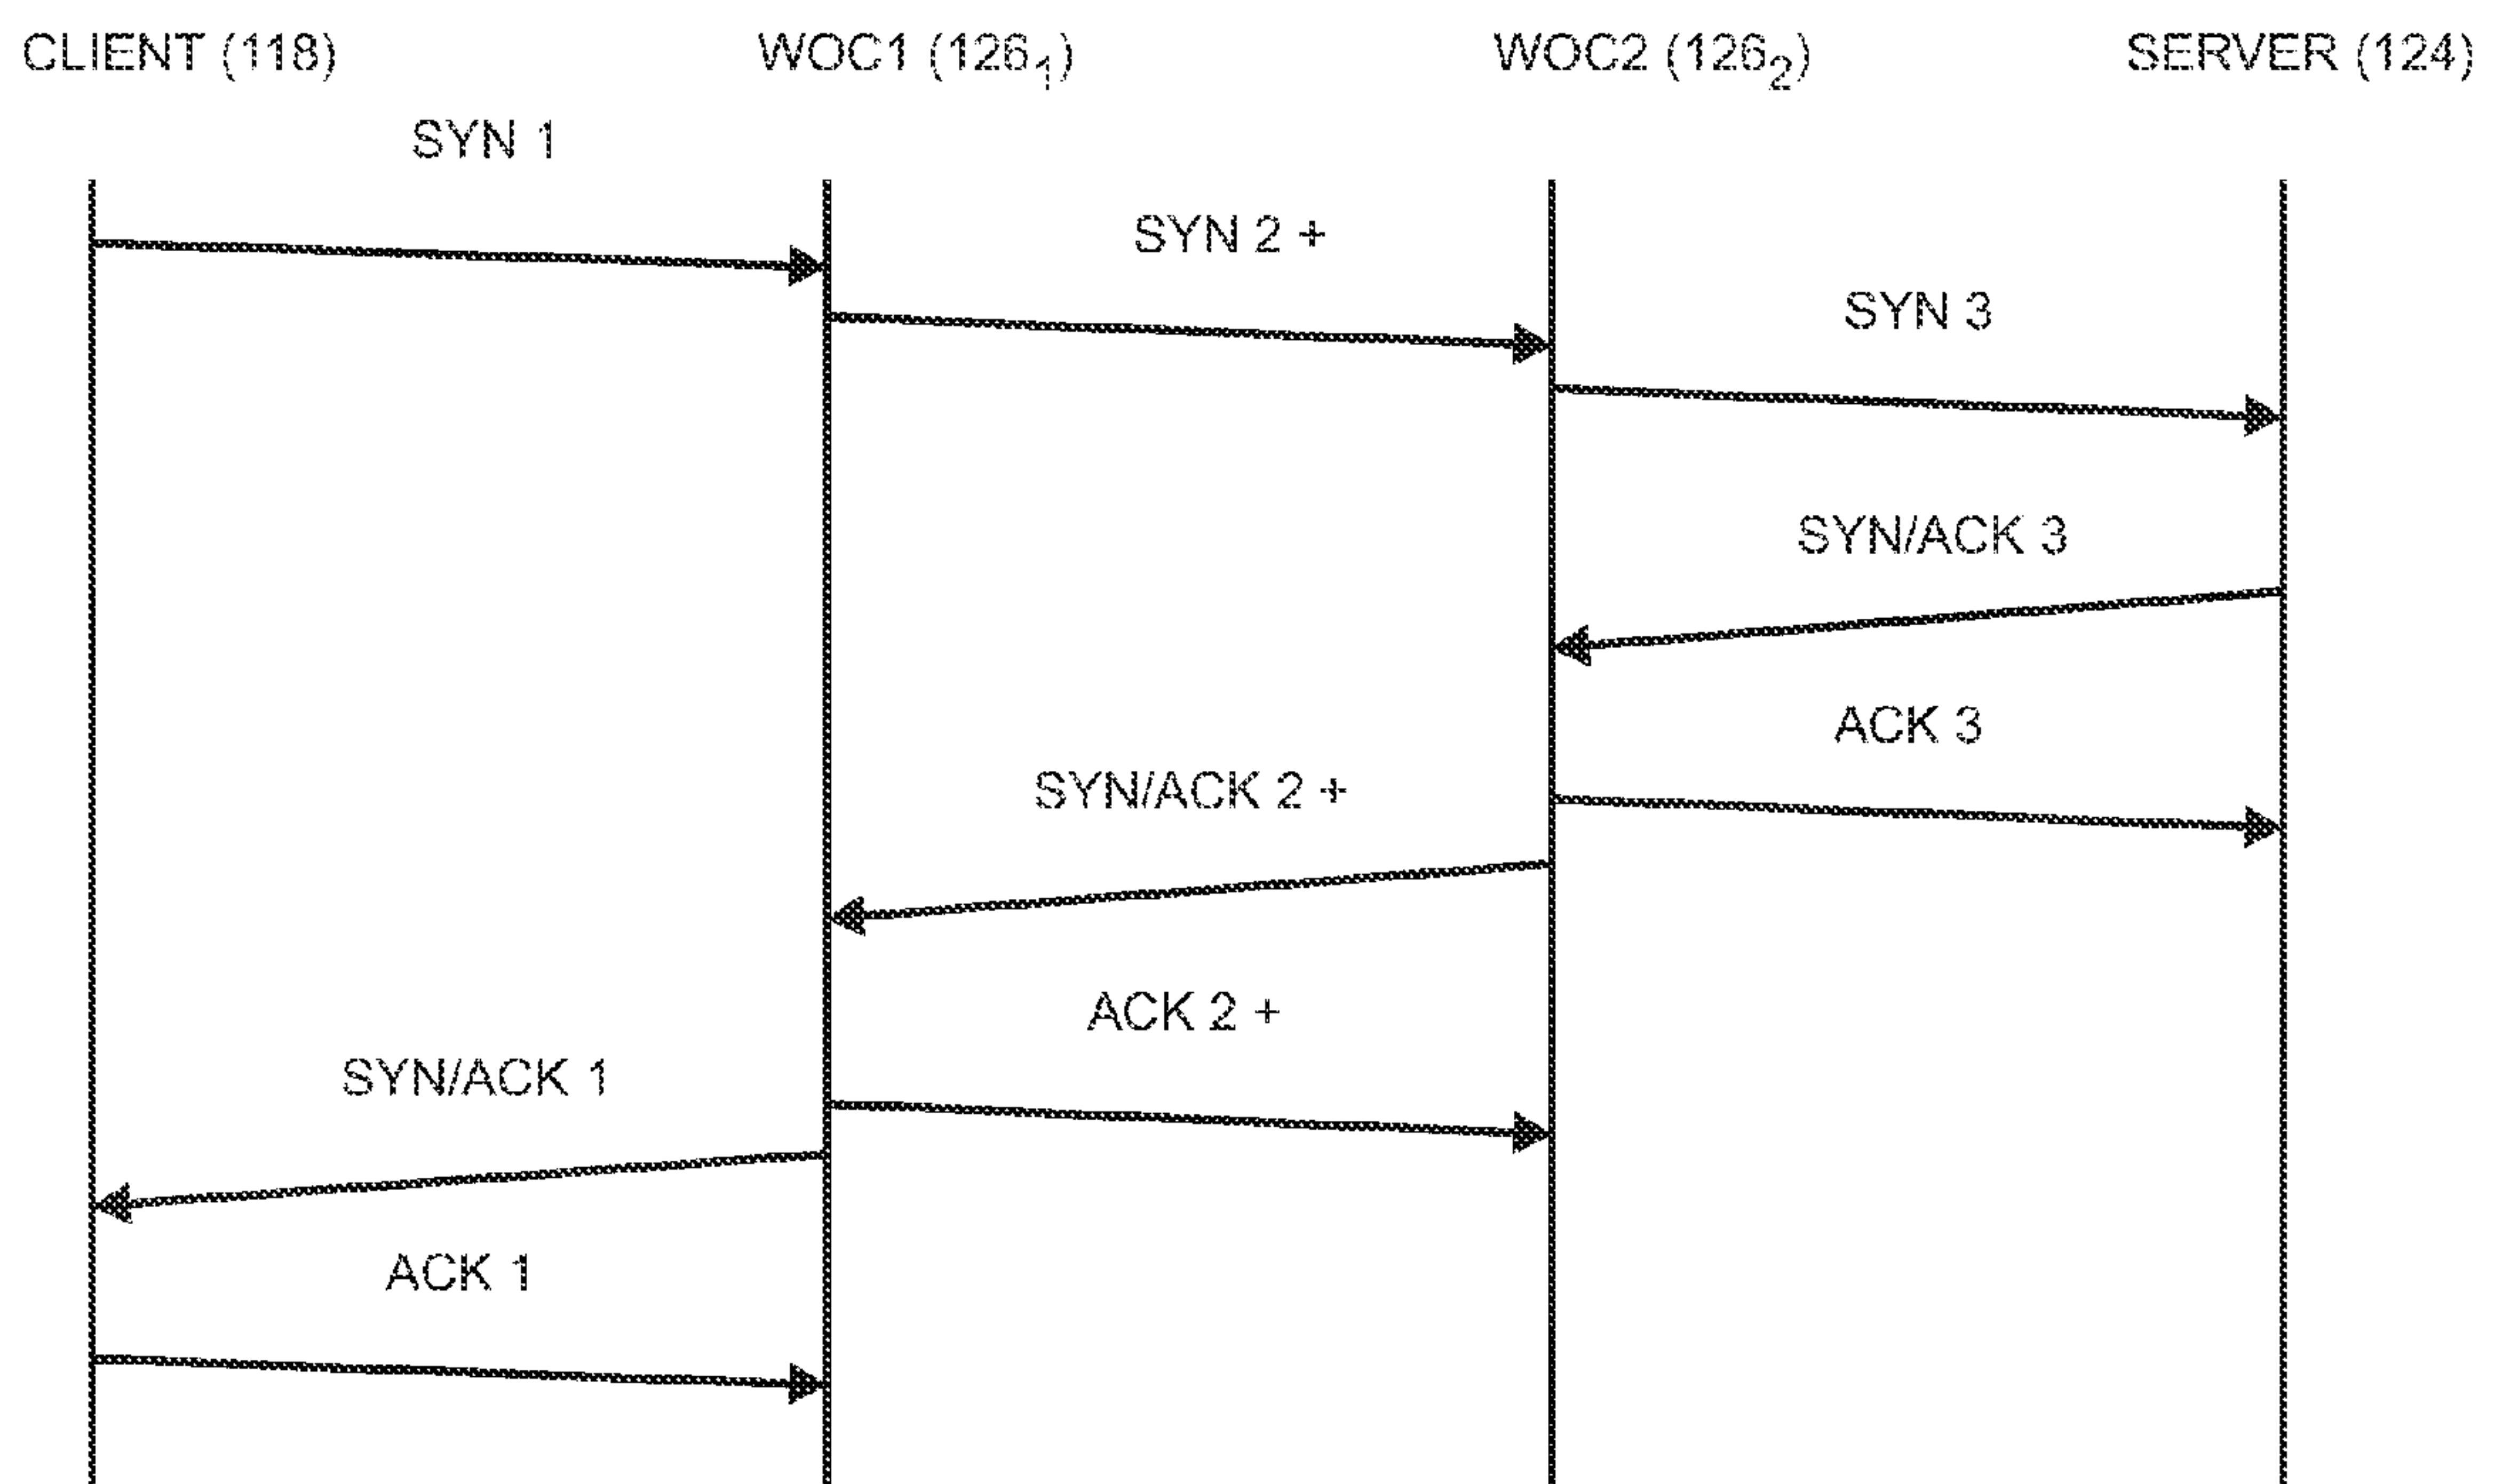 CLIENT (118) WOC1 (126₁) WOC2 (126₂) SERVER (124)
SYN 1
SYN 2 +
SYN 3
SYN/ACK 3
ACK 3
SYN/ACK 2 +
ACK 2 +
SYN/ACK 1
ACK 1